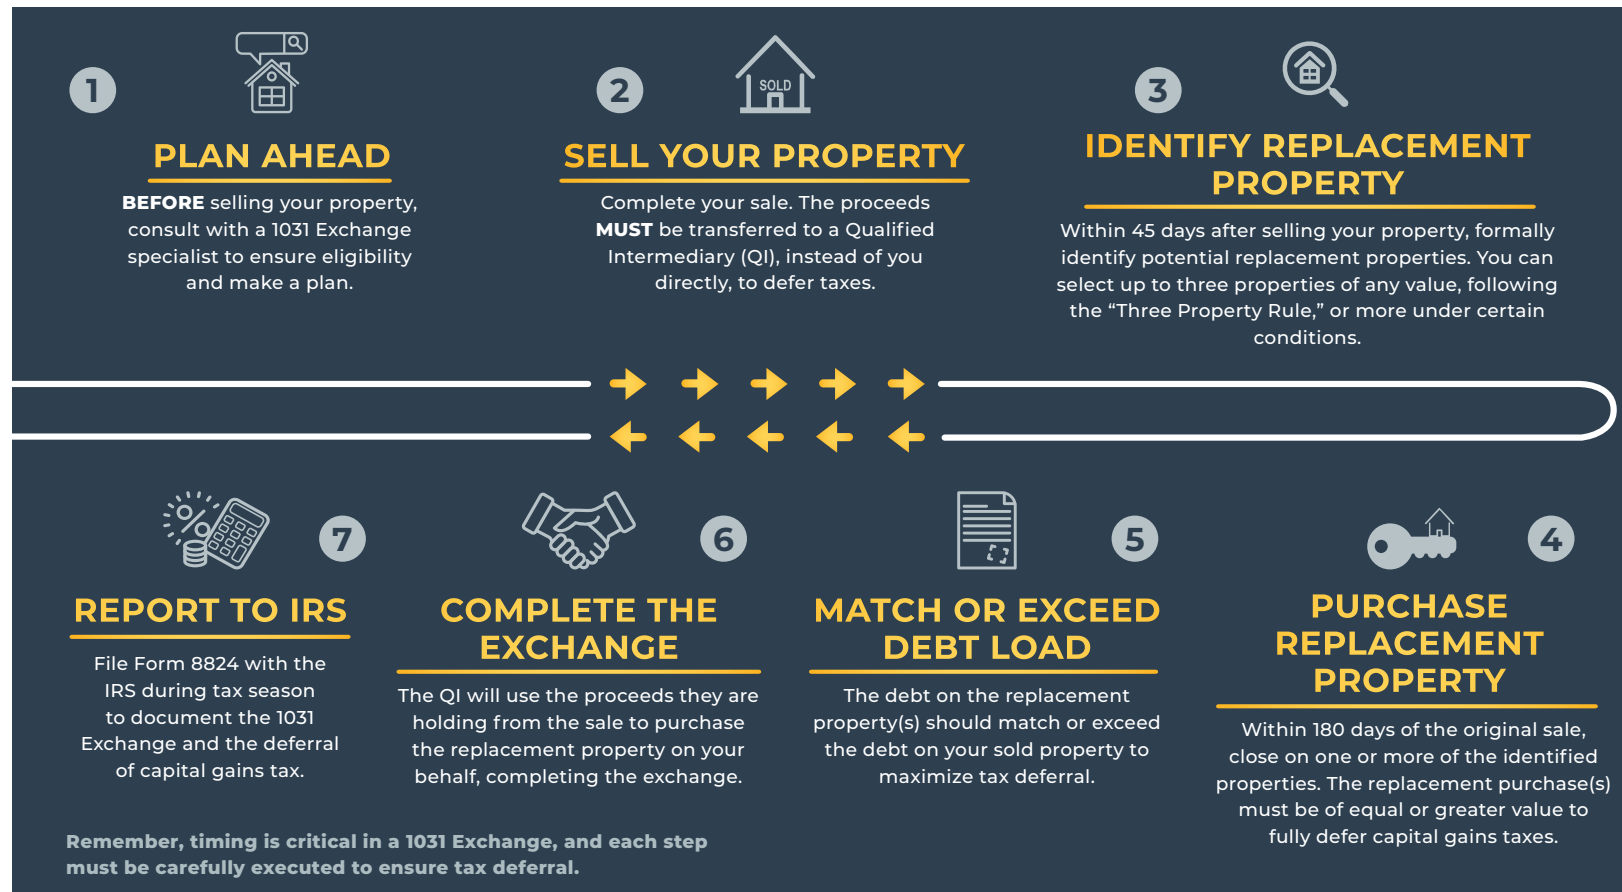 1
PLAN AHEAD
BEFORE selling your property,
consult with a 1031 Exchange
specialist to ensure eligibility
and make a plan.
2
SOLD
SELL YOUR PROPERTY
Complete your sale. The proceeds
MUST be transferred to a Qualified
Intermediary (QI), instead of you
directly, to defer taxes.
3
IDENTIFY REPLACEMENT
PROPERTY
Within 45 days after selling your property, formally
identify potential replacement properties. You can
select up to three properties of any value, following
the “Three Property Rule,” or more under certain
conditions.
4
PURCHASE
REPLACEMENT
PROPERTY
Within 180 days of the original sale,
close on one or more of the identified
properties. The replacement purchase(s)
must be of equal or greater value to
fully defer capital gains taxes.
5
MATCH OR EXCEED
DEBT LOAD
The debt on the replacement
property(s) should match or exceed
the debt on your sold property to
maximize tax deferral.
6
COMPLETE THE
EXCHANGE
The QI will use the proceeds they are
holding from the sale to purchase
the replacement property on your
behalf, completing the exchange.
7
REPORT TO IRS
File Form 8824 with the
IRS during tax season
to document the 1031
Exchange and the deferral
of capital gains tax.
Remember, timing is critical in a 1031 Exchange, and each step
must be carefully executed to ensure tax deferral.